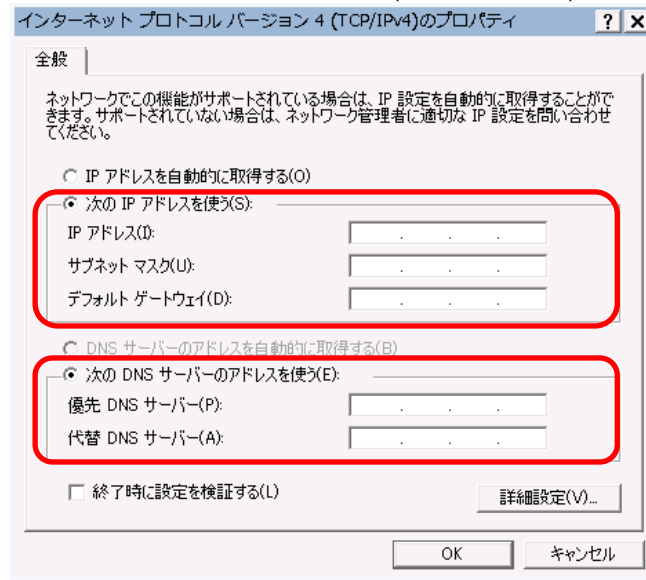 インターネット プロトコル バージョン 4 (TCP/IPv4)のプロパティ
全般
ネットワークでこの機能がサポートされている場合は、IP 設定を自動的に取得することがで
きます。サポートされていない場合は、ネットワーク管理者に適切な IP 設定を問い合わせ
てください。
IP アドレスを自動的に取得する(O)
次の IP アドレスを使う(S):
IP アドレス(I):
サブネット マスク(U):
デフォルト ゲートウェイ(D):
DNS サーバーのアドレスを自動的に取得する(B)
次の DNS サーバーのアドレスを使う(E):
優先 DNS サーバー(P):
代替 DNS サーバー(A):
終了時に設定を検証する(L)
詳細設定(V)...
OK キャンセル